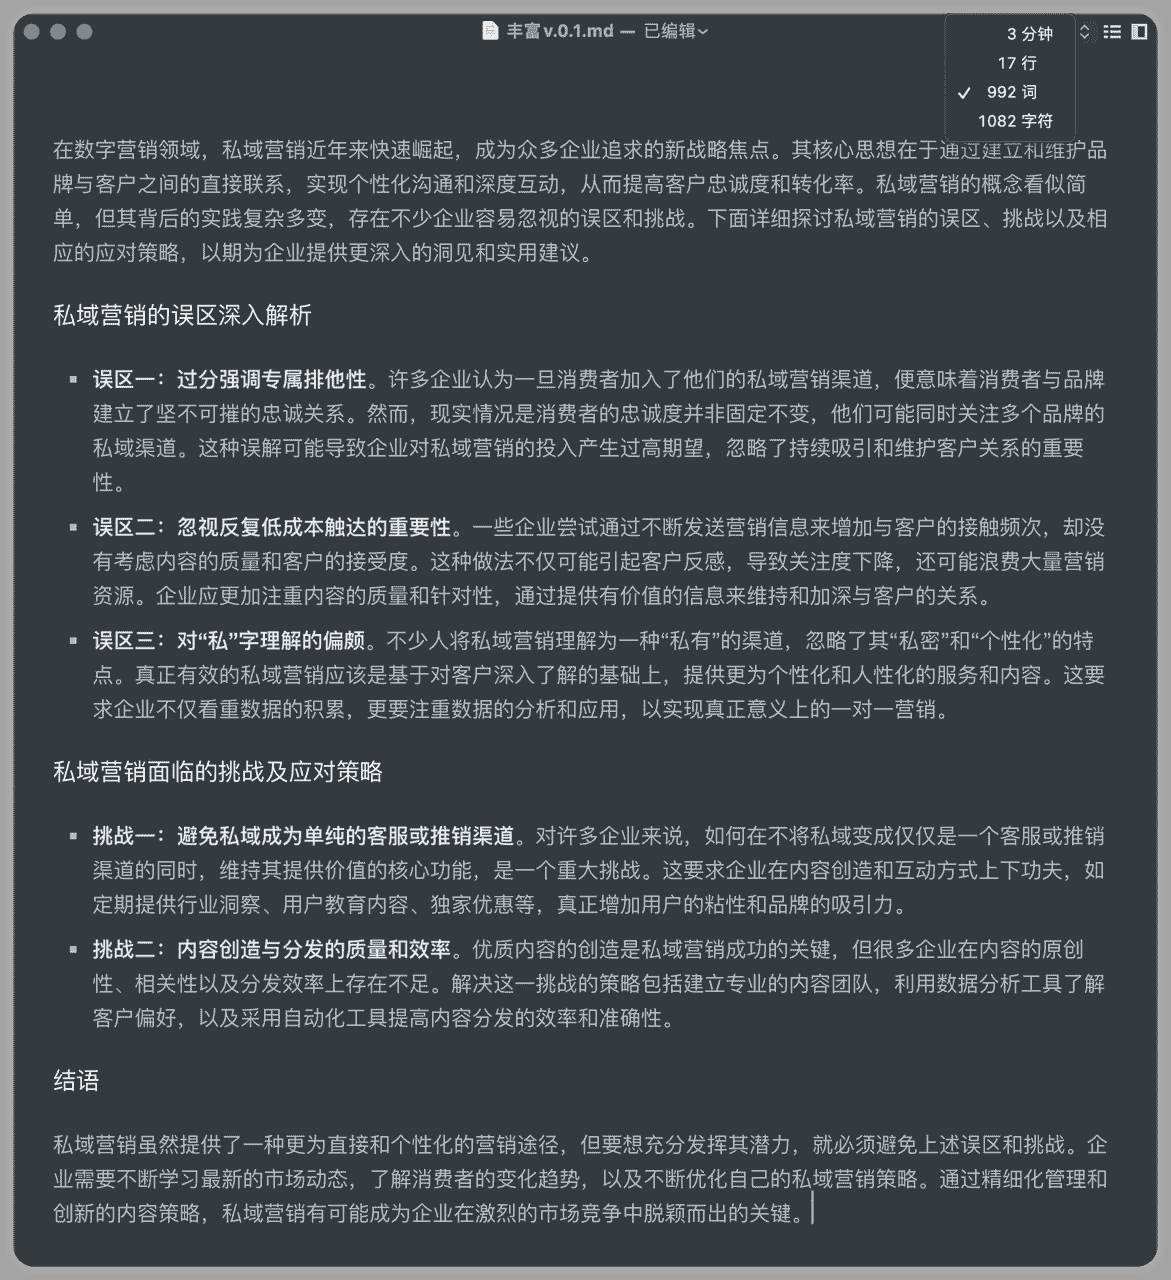 丰富v.0.1.md — 已编辑
3 分钟
17 行
992 词
1082 字符
在数字营销领域，私域营销近年来快速崛起，成为众多企业追求的新战略焦点。其核心思想在于通过建立和维护品
牌与客户之间的直接联系，实现个性化沟通和深度互动，从而提高客户忠诚度和转化率。私域营销的概念看似简
单，但其背后的实践复杂多变，存在不少企业容易忽视的误区和挑战。下面详细探讨私域营销的误区、挑战以及相
应的应对策略，以期为企业提供更深入的洞见和实用建议。
私域营销的误区深入解析
误区一：过分强调专属排他性。许多企业认为一旦消费者加入了他们的私域营销渠道，便意味着消费者与品牌
建立了坚不可摧的忠诚关系。然而，现实情况是消费者的忠诚度并非固定不变，他们可能同时关注多个品牌的
私域渠道。这种误解可能导致企业对私域营销的投入产生过高期望，忽略了持续吸引和维护客户关系的重要
性。
误区二：忽视反复低成本触达的重要性。一些企业尝试通过不断发送营销信息来增加与客户的接触频次，却没
有考虑内容的质量和客户的接受度。这种做法不仅可能引起客户反感，导致关注度下降，还可能浪费大量营销
资源。企业应更加注重内容的质量和针对性，通过提供有价值的信息来维持和加深与客户的关系。
误区三：对“私”字理解的偏颇。不少人将私域营销理解为一种“私有”的渠道，忽略了其“私密”和“个性化”的特
点。真正有效的私域营销应该是基于对客户深入了解的基础上，提供更为个性化和人性化的服务和内容。这要
求企业不仅看重数据的积累，更要注重数据的分析和应用，以实现真正意义上的一对一营销。
私域营销面临的挑战及应对策略
挑战一：避免私域成为单纯的客服或推销渠道。对许多企业来说，如何在不将私域变成仅仅是一个客服或推销
渠道的同时，维持其提供价值的核心功能，是一个重大挑战。这要求企业在内容创造和互动方式上下功夫，如
定期提供行业洞察、用户教育内容、独家优惠等，真正增加用户的粘性和品牌的吸引力。
挑战二：内容创造与分发的质量和效率。优质内容的创造是私域营销成功的关键，但很多企业在内容的原创
性、相关性以及分发效率上存在不足。解决这一挑战的策略包括建立专业的内容团队，利用数据分析工具了解
客户偏好，以及采用自动化工具提高内容分发的效率和准确性。
结语
私域营销虽然提供了一种更为直接和个性化的营销途径，但要想充分发挥其潜力，就必须避免上述误区和挑战。企
业需要不断学习最新的市场动态，了解消费者的变化趋势，以及不断优化自己的私域营销策略。通过精细化管理和
创新的内容策略，私域营销有可能成为企业在激烈的市场竞争中脱颖而出的关键。